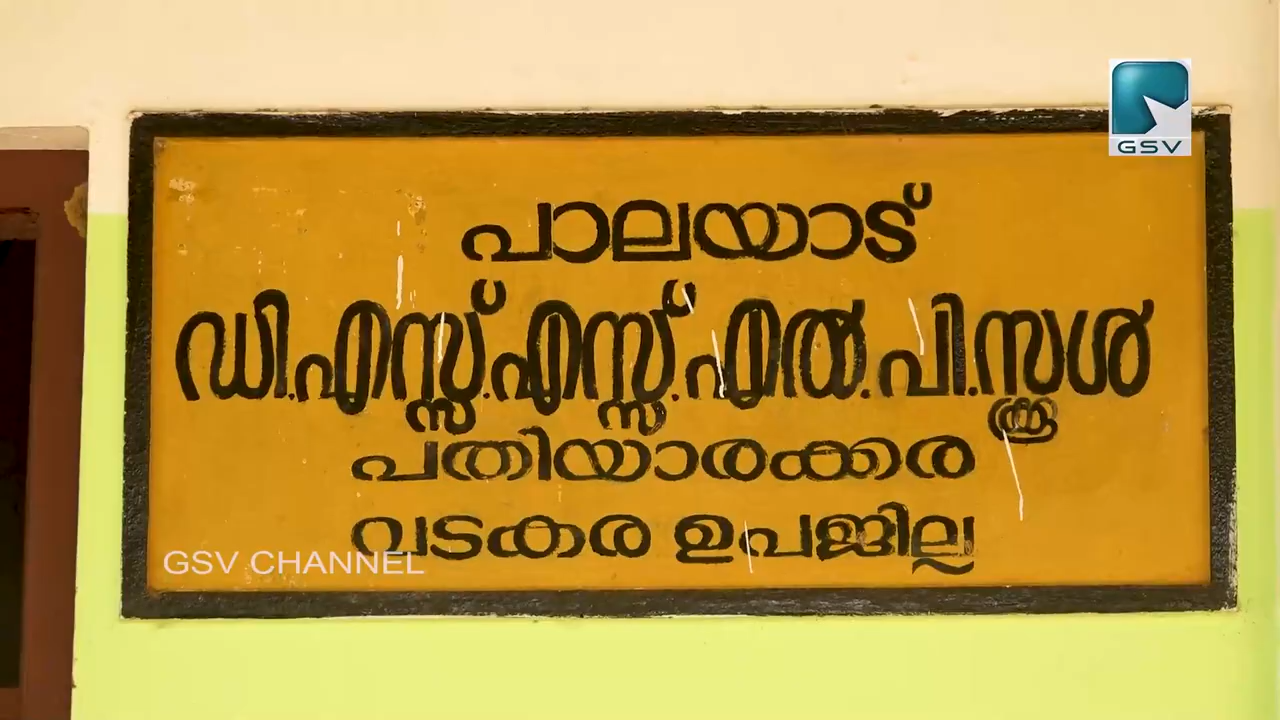 GSV
പാലയാട്
ഡി.എസ്സ്.എസ്സ്.എൽ.പി.സ്കൂൾ
പതിയാരക്കര
വടകര ഉപജില്ല
GSV CHANNEL